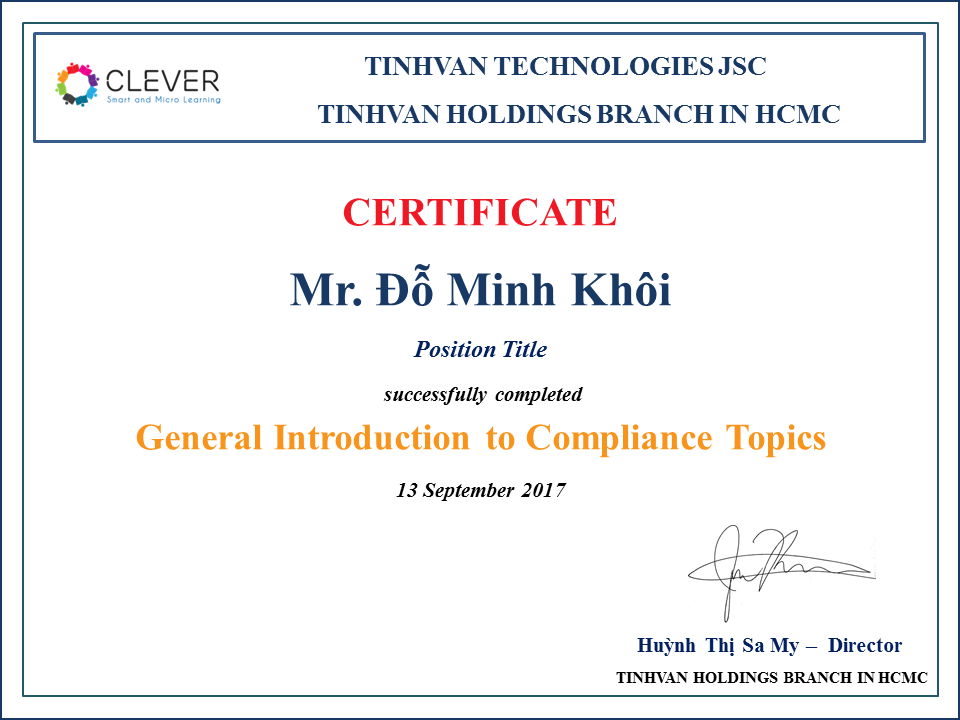 CLEVER
Smart and Micro Learning
TINHVAN TECHNOLOGIES JSC
TINHVAN HOLDINGS BRANCH IN HCMC
CERTIFICATE
Mr. Đỗ Minh Khôi
Position Title
successfully completed
General Introduction to Compliance Topics
13 September 2017
Huỳnh Thị Sa My – Director
TINHVAN HOLDINGS BRANCH IN HCMC